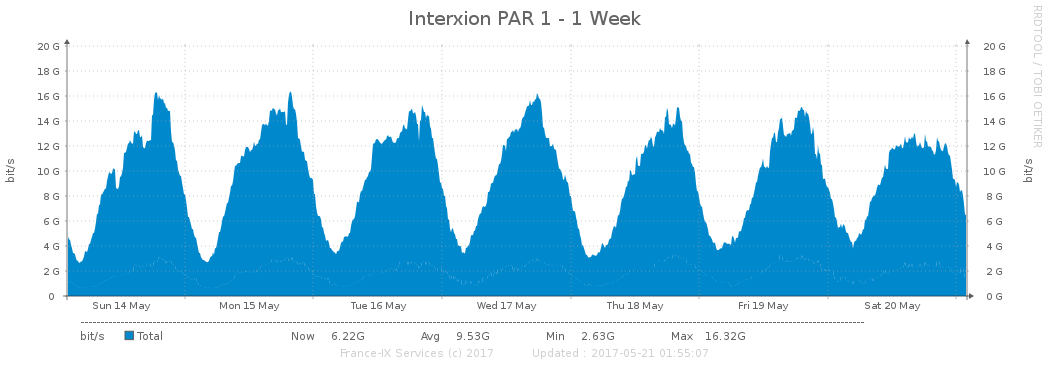 Interxion PAR 1 - 1 Week
RRDTOOL / TOBI OETIKER
20 G 20 G
18 G 18 G
16 G 16 G
14 G 14 G
12 G 12 G
10 G 10 G
8 G 8 G
6 G 6 G
4 G 4 G
2 G 2 G
0 0 G
bit/s bit/s
Sun 14 May Mon 15 May Tue 16 May Wed 17 May Thu 18 May Fri 19 May Sat 20 May
bit/s Total Now 6.22G Avg 9.53G Min 2.63G Max 16.32G
France-IX Services (c) 2017 Updated : 2017-05-21 01:55:07